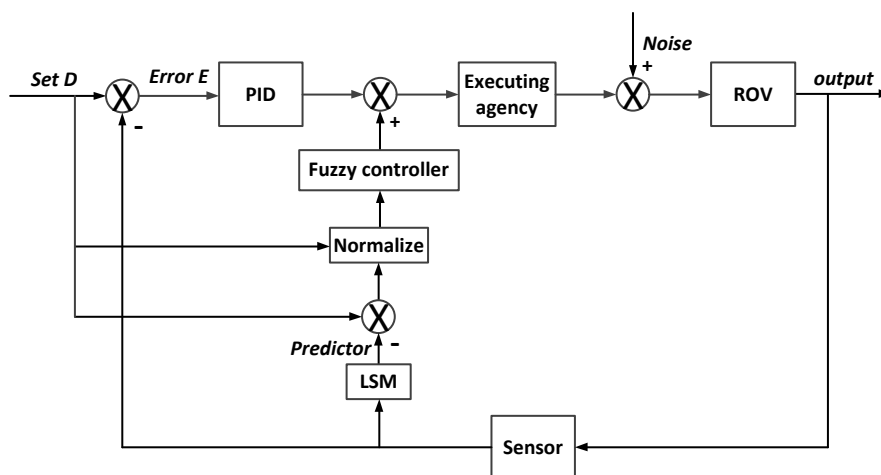 Set D
Error E
PID
Executing
agency
Noise
+
ROV
output
-
+
Fuzzy controller
Normalize
Predictor
-
LSM
Sensor